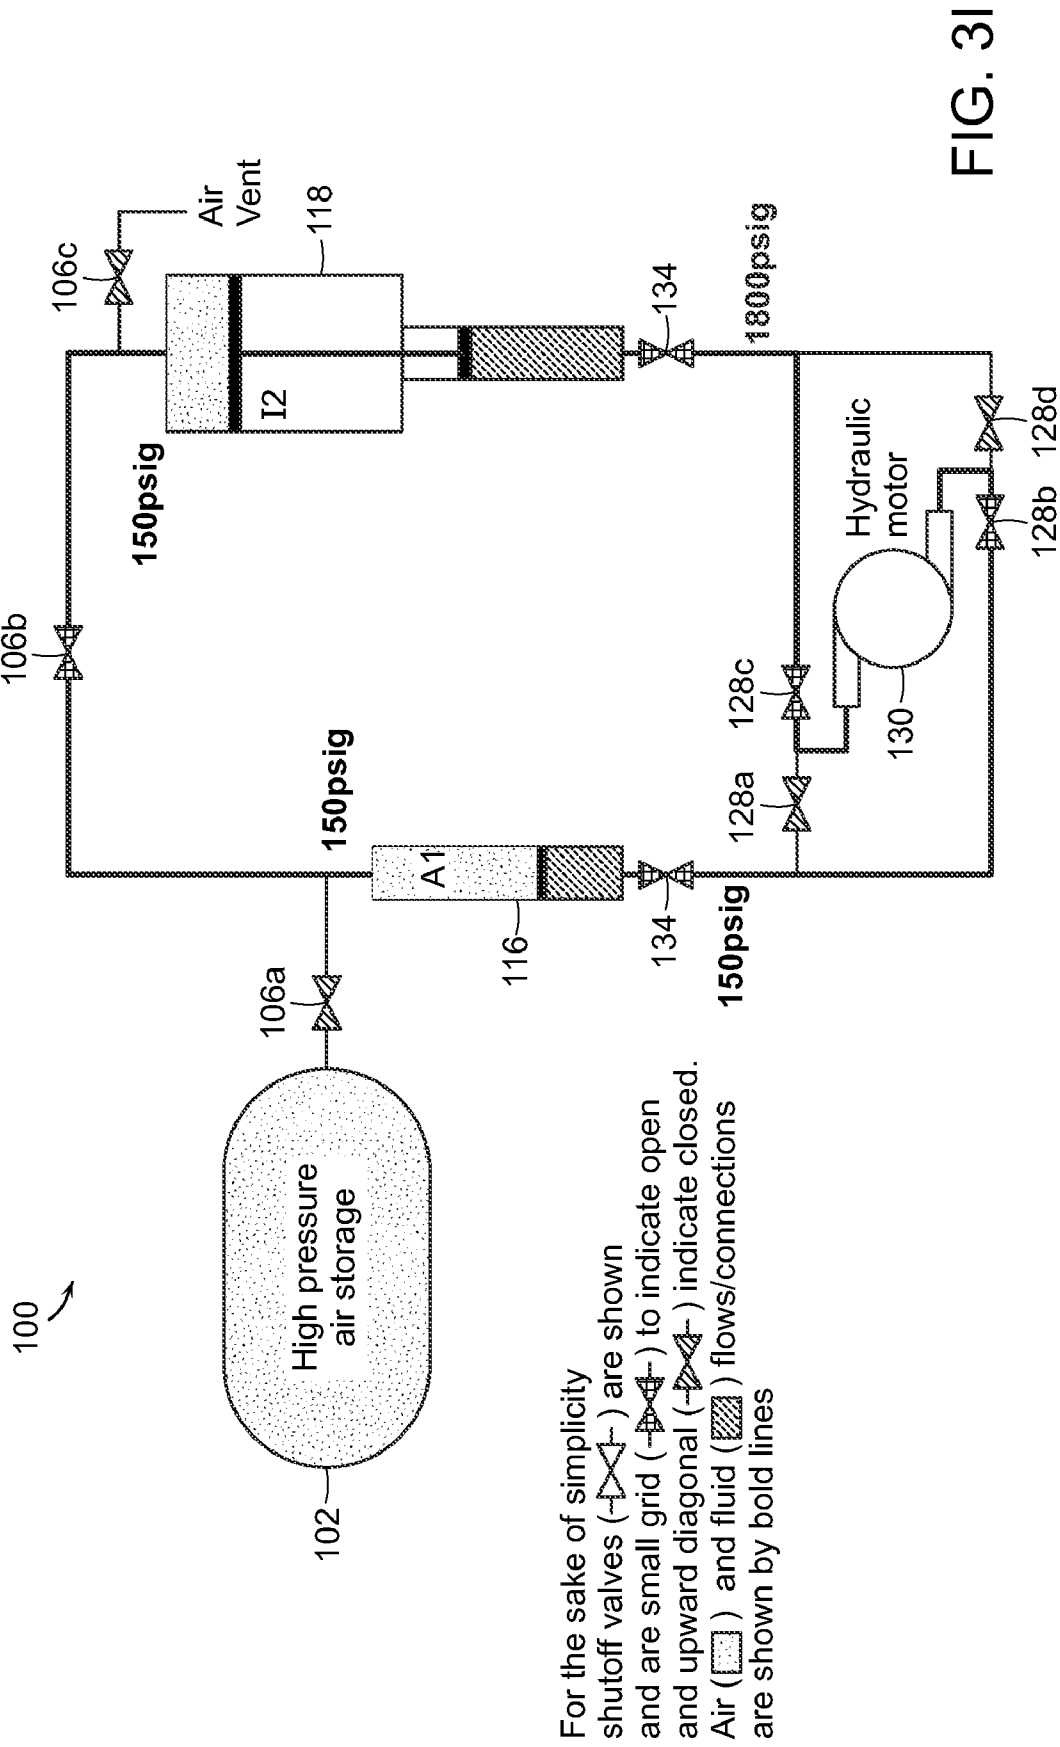 100
102
High pressure
air storage
106a
116
A1
150psig
106b
150psig
I2
118
106c
Air
Vent
134
150psig
134
1800psig
128a
128c
130
Hydraulic
motor
128b
128d
For the sake of simplicity
shutoff valves ( ) are shown
and are small grid ( ) to indicate open
and upward diagonal ( ) indicate closed.
Air ( ) and fluid ( ) flows/connections
are shown by bold lines
FIG. 3I